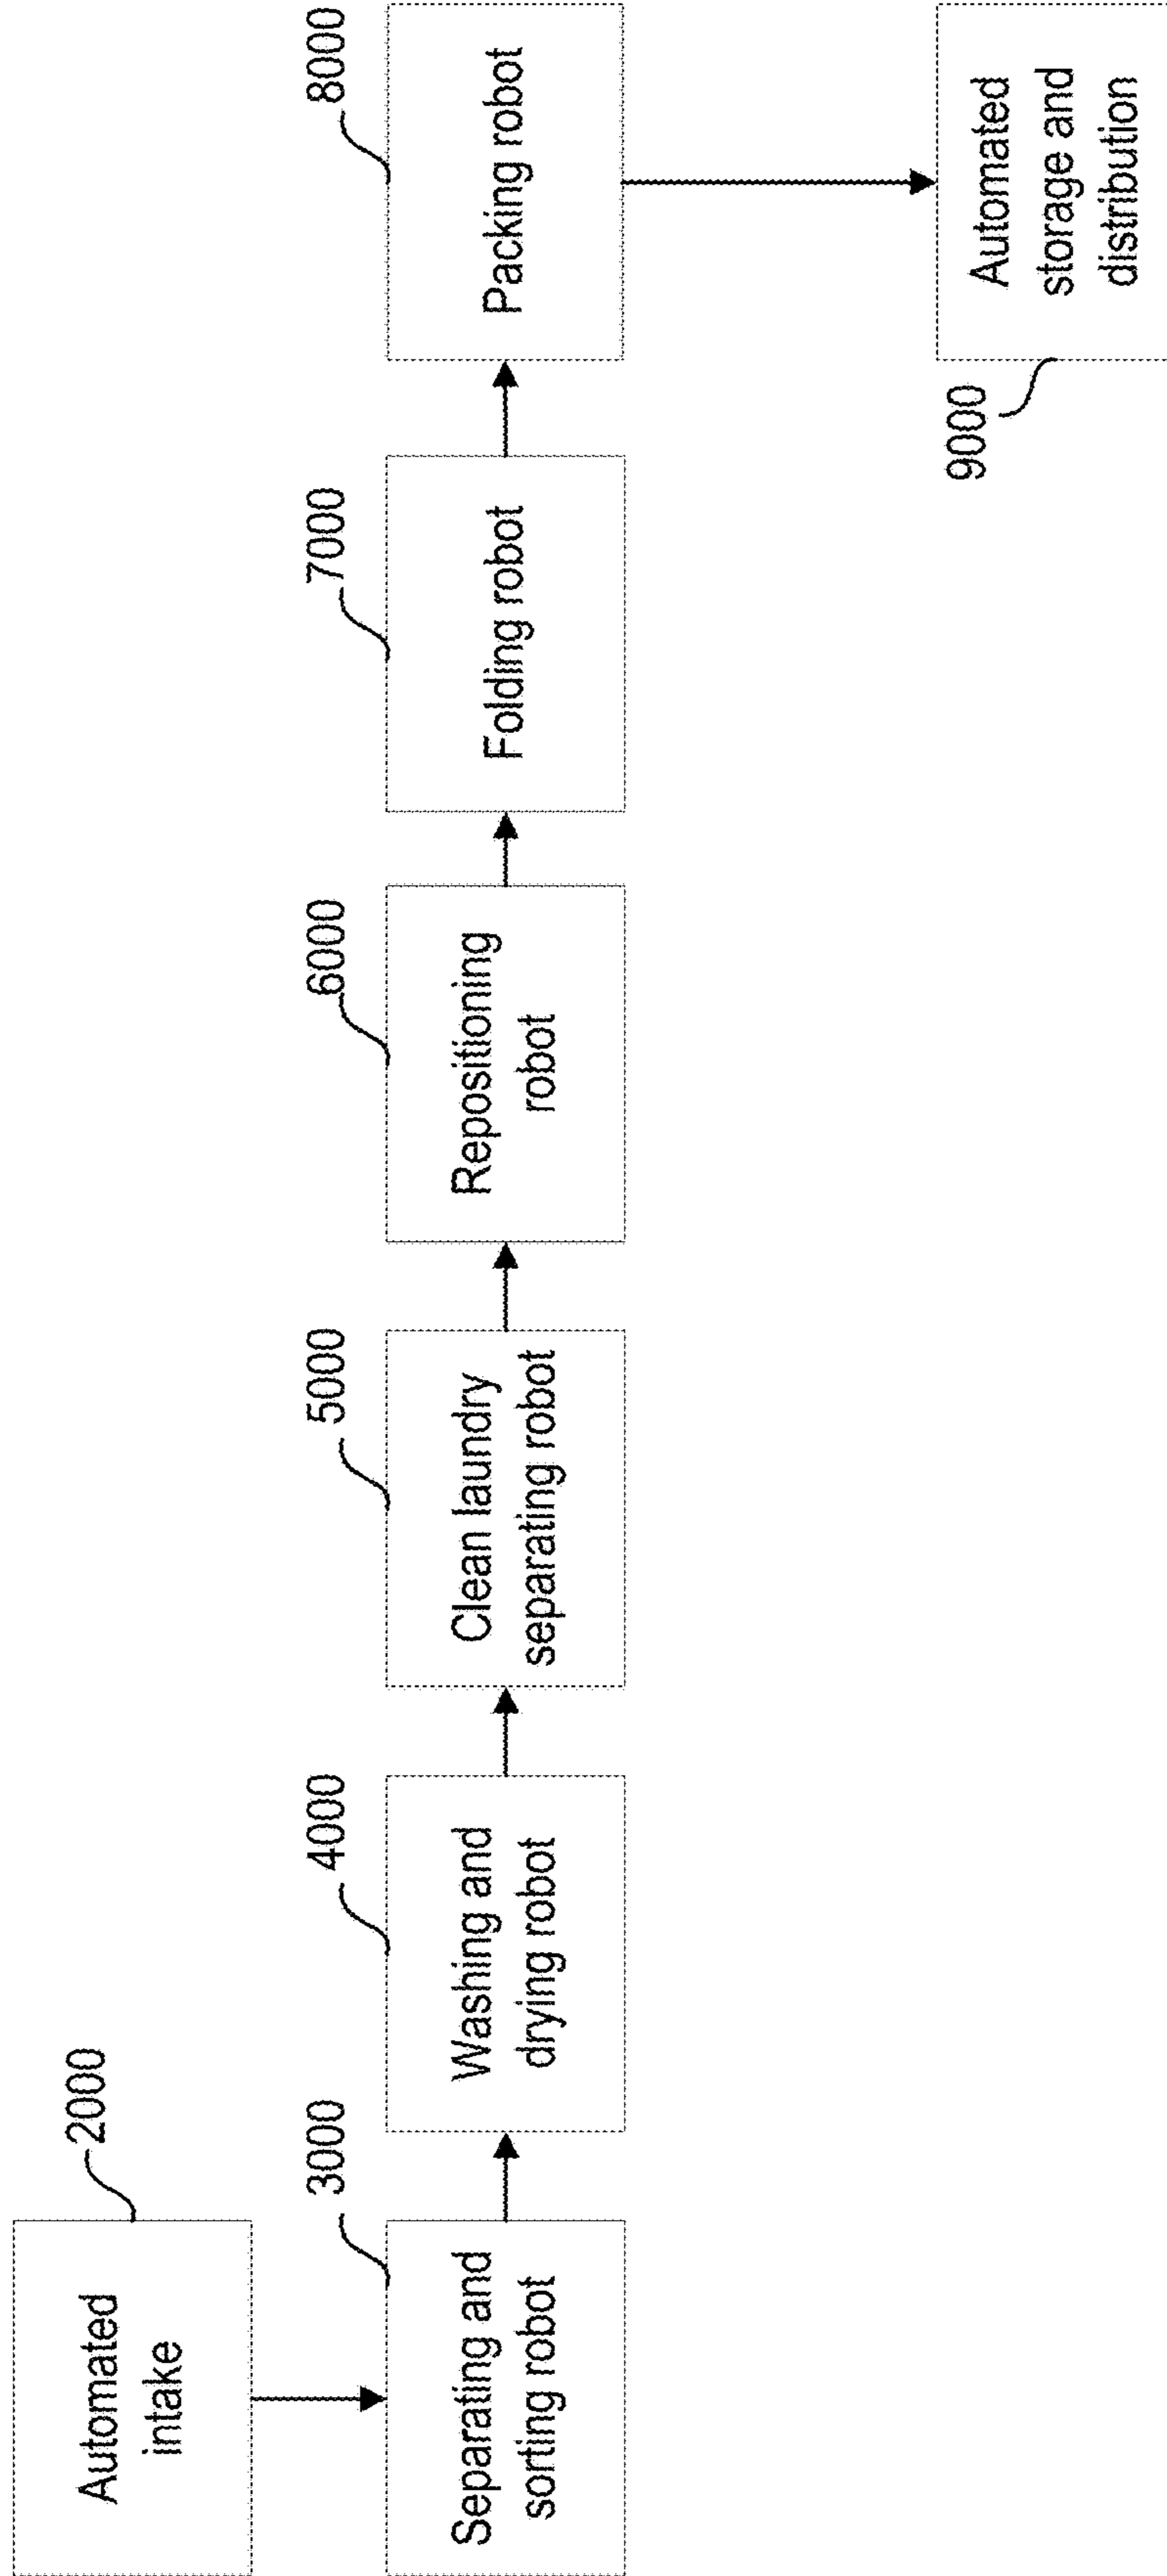 Automated
intake
2000
3000
Separating and
sorting robot
4000
Washing and
drying robot
5000
Clean laundry
separating robot
6000
Repositioning
robot
7000
Folding robot
8000
Packing robot
9000
Automated
storage and
distribution